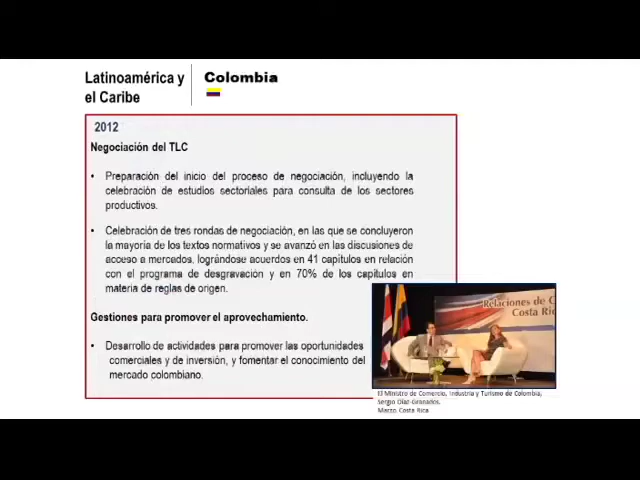 Latinoamérica y
el Caribe
Colombia
2012
Negociación del TLC
• Preparación del inicio del proceso de negociación, incluyendo la
celebración de estudios sectoriales para consulta de los sectores
productivos.
• Celebración de tres rondas de negociación, en las que se concluyeron
la mayoría de los textos normativos y se avanzó en las discusiones de
acceso a mercados, lográndose acuerdos en 41 capítulos en relación
con el programa de desgravación y en 70% de los capítulos en
materia de reglas de origen.
Gestiones para promover el aprovechamiento.
• Desarrollo de actividades para promover las oportunidades
comerciales y de inversión, y fomentar el conocimiento del
mercado colombiano.
Relaciones de C
Costa Ric
El Ministro de Comercio, Industria y Turismo de Colombia,
Sergio Díaz-Granados.
Marzo Costa Rica